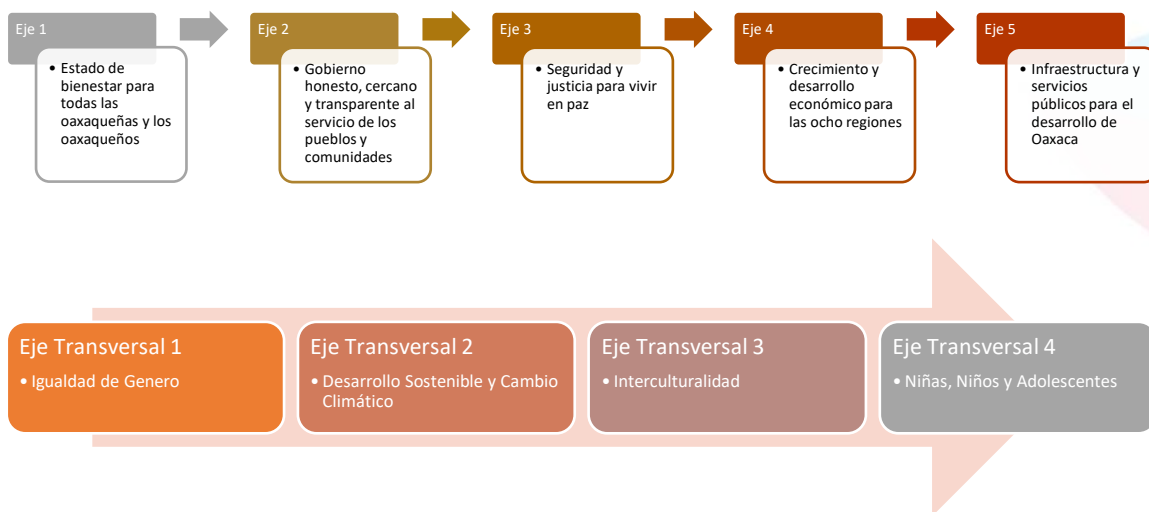 Eje 1
• Estado de
bienestar para
todas las
oaxaqueñas y los
oaxaqueños
Eje 2
• Gobierno
honesto, cercano
y transparente al
servicio de los
pueblos y
comunidades
Eje 3
• Seguridad y
justicia para vivir
en paz
Eje 4
• Crecimiento y
desarrollo
económico para
las ocho regiones
Eje 5
• Infraestructura y
servicios
públicos para el
desarrollo de
Oaxaca
Eje Transversal 1
• Igualdad de Genero
Eje Transversal 2
• Desarrollo Sostenible y Cambio
Climático
Eje Transversal 3
• Interculturalidad
Eje Transversal 4
• Niñas, Niños y Adolescentes